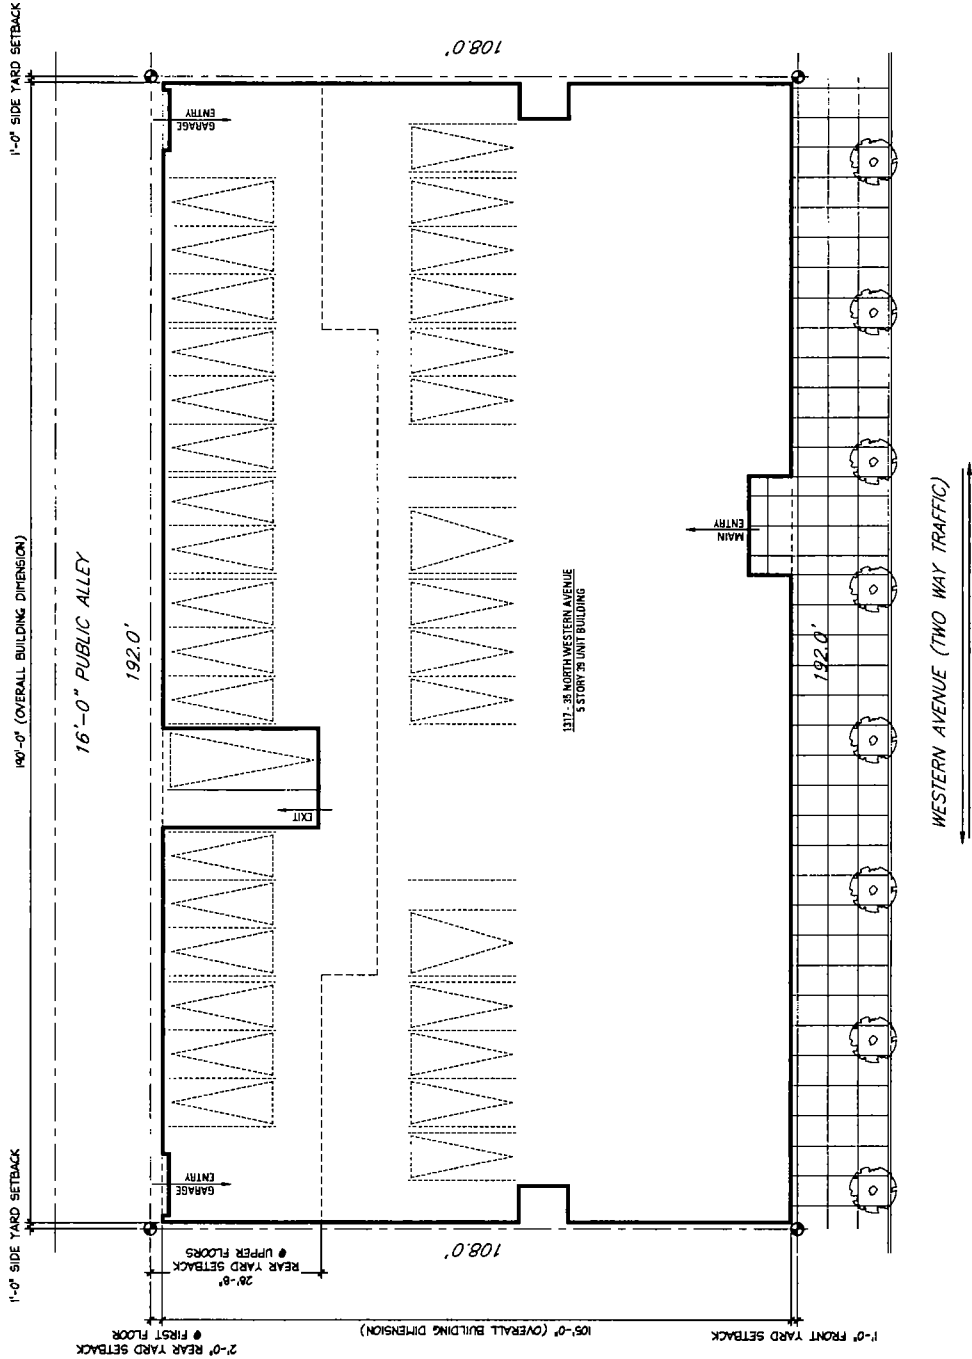 1'-0" SIDE YARD SETBACK
190'-0" (OVERALL BUILDING DIMENSION)
1'-0" SIDE YARD SETBACK
16'-0" PUBLIC ALLEY
192.0'
108.0'
GARAGE
ENTRY
EXIT
GARAGE
ENTRY
1317 - 35 NORTH WESTERN AVENUE
5 STORY 39 UNIT BUILDING
MAIN
ENTRY
192.0'
WESTERN AVENUE (TWO WAY TRAFFIC)
108.0'
28'-8"
REAR YARD SETBACK
@ UPPER FLOORS
2'-0" REAR YARD SETBACK
@ FIRST FLOOR
105'-0" (OVERALL BUILDING DIMENSION)
1'-0" FRONT YARD SETBACK